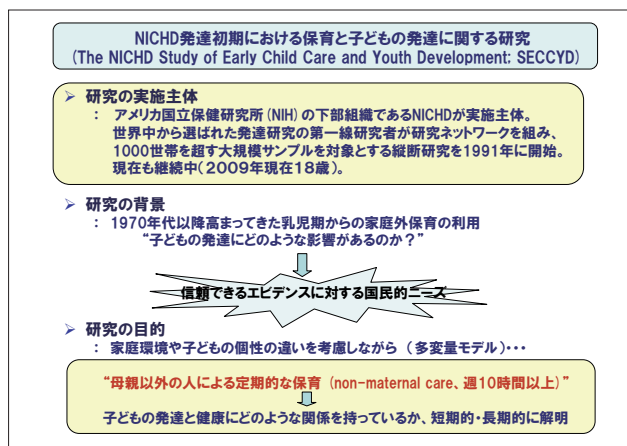 NICHD発達初期における保育と子どもの発達に関する研究
(The NICHD Study of Early Child Care and Youth Development; SECCYD)
➢ 研究の実施主体
： アメリカ国立保健研究所(NIH)の下部組織であるNICHDが実施主体。
世界中から選ばれた発達研究の第一線研究者が研究ネットワークを組み、
1000世帯を超す大規模サンプルを対象とする縦断研究を1991年に開始。
現在も継続中(2009年現在18歳)。
➢ 研究の背景
： 1970年代以降高まってきた乳児期からの家庭外保育の利用
“子どもの発達にどのような影響があるのか？”
信頼できるエビデンスに対する国民的ニーズ
➢ 研究の目的
： 家庭環境や子どもの個性の違いを考慮しながら （多変量モデル）・・・
“母親以外の人による定期的な保育 (non-maternal care、週10時間以上)”
子どもの発達と健康にどのような関係を持っているか、短期的・長期的に解明